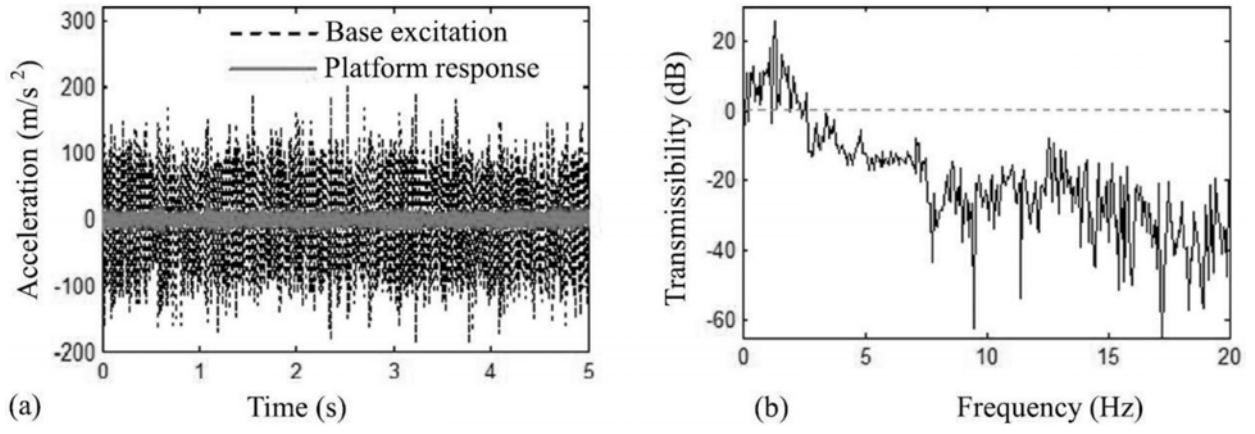 300
200
100
0
-100
-200
Acceleration (m/s²)
Base excitation
Platform response
0 1 2 3 4 5
(a) Time (s)
20
0
-20
-40
-60
Transmissibility (dB)
0 5 10 15 20
(b) Frequency (Hz)